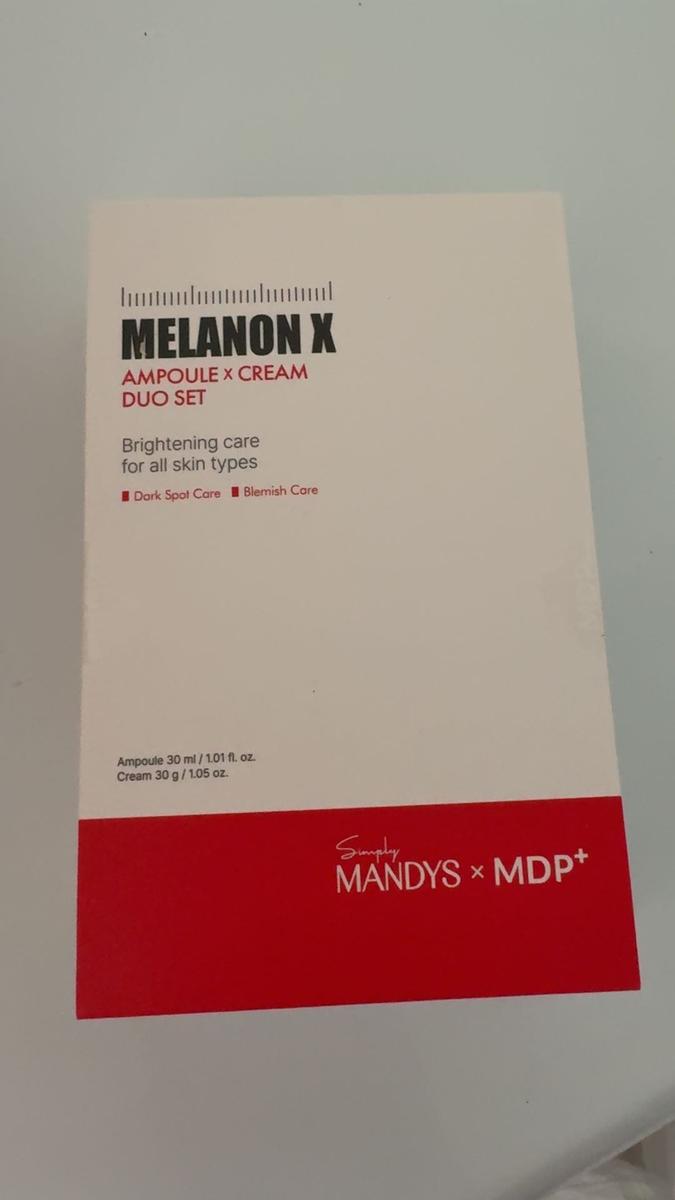 MELANON X
AMPOULE x CREAM
DUO SET
Brightening care
for all skin types
Dark Spot Care Blemish Care
Ampoule 30 ml / 1.01 fl. oz.
Cream 30 g / 1.05 oz.
Simply
MANDYS x MDP+